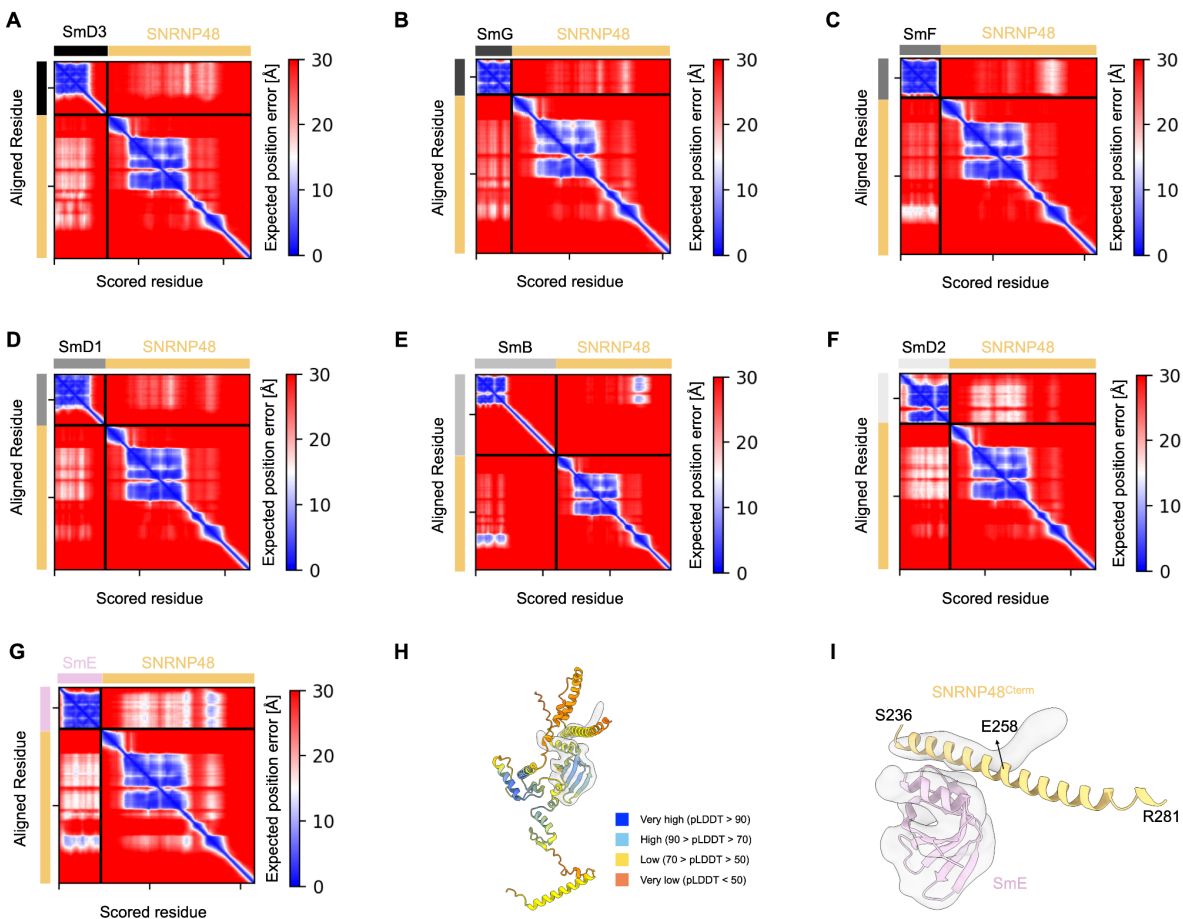 A
SmD3
SNRNP48
Aligned Residue
Scored residue
Expected position error [Å]
30
20
10
0
B
SmG
SNRNP48
Aligned Residue
Scored residue
Expected position error [Å]
30
20
10
0
C
SmF
SNRNP48
Aligned Residue
Scored residue
Expected position error [Å]
30
20
10
0
D
SmD1
SNRNP48
Aligned Residue
Scored residue
Expected position error [Å]
30
20
10
0
E
SmB
SNRNP48
Aligned Residue
Scored residue
Expected position error [Å]
30
20
10
0
F
SmD2
SNRNP48
Aligned Residue
Scored residue
Expected position error [Å]
30
20
10
0
G
SmE
SNRNP48
Aligned Residue
Scored residue
Expected position error [Å]
30
20
10
0
H
Very high (pLDDT > 90)
High (90 > pLDDT > 70)
Low (70 > pLDDT > 50)
Very low (pLDDT < 50)
I
SNRNP48Cterm
S236
E258
R281
SmE